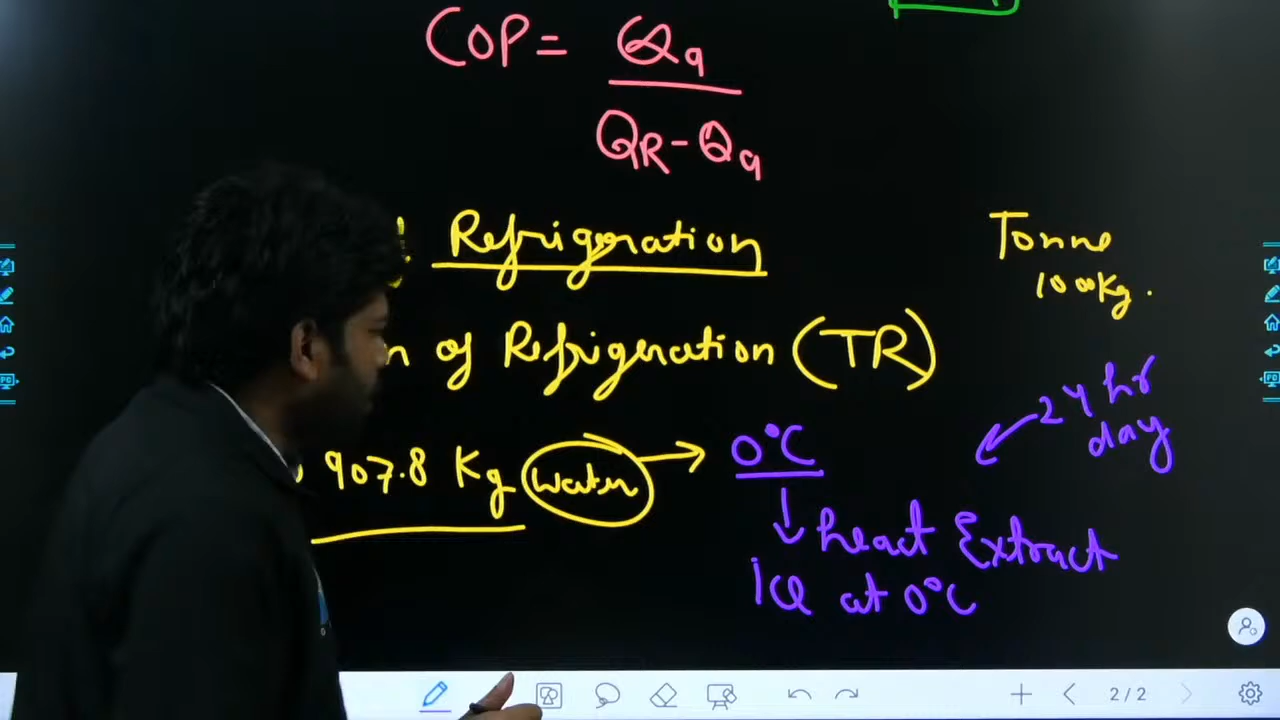 COP = Qa
QR - Qa
Refrigeration
Tonne
1000Kg.
of Refrigeration (TR)
24 hr
day
907.8 Kg water → 0°C
heat Extract
ice at 0°C
2/2